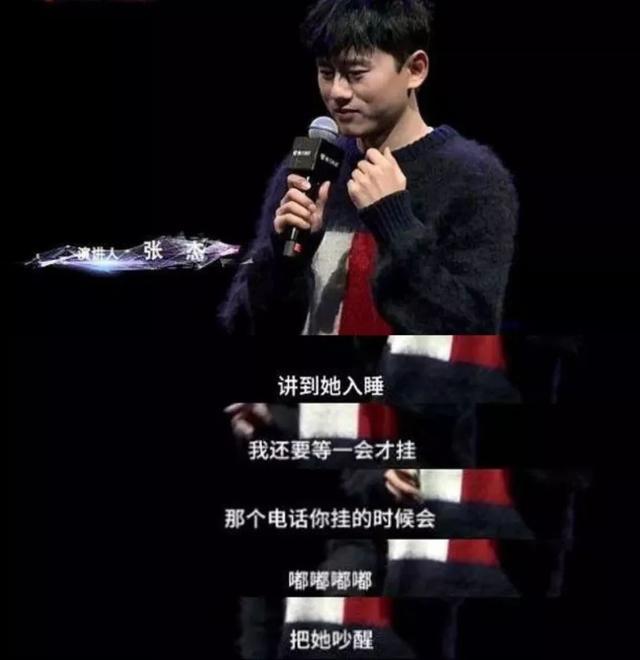 演讲人 张杰
讲到她入睡
我还要等一会才挂
那个电话你挂的时候会
嘟嘟嘟嘟
把她吵醒